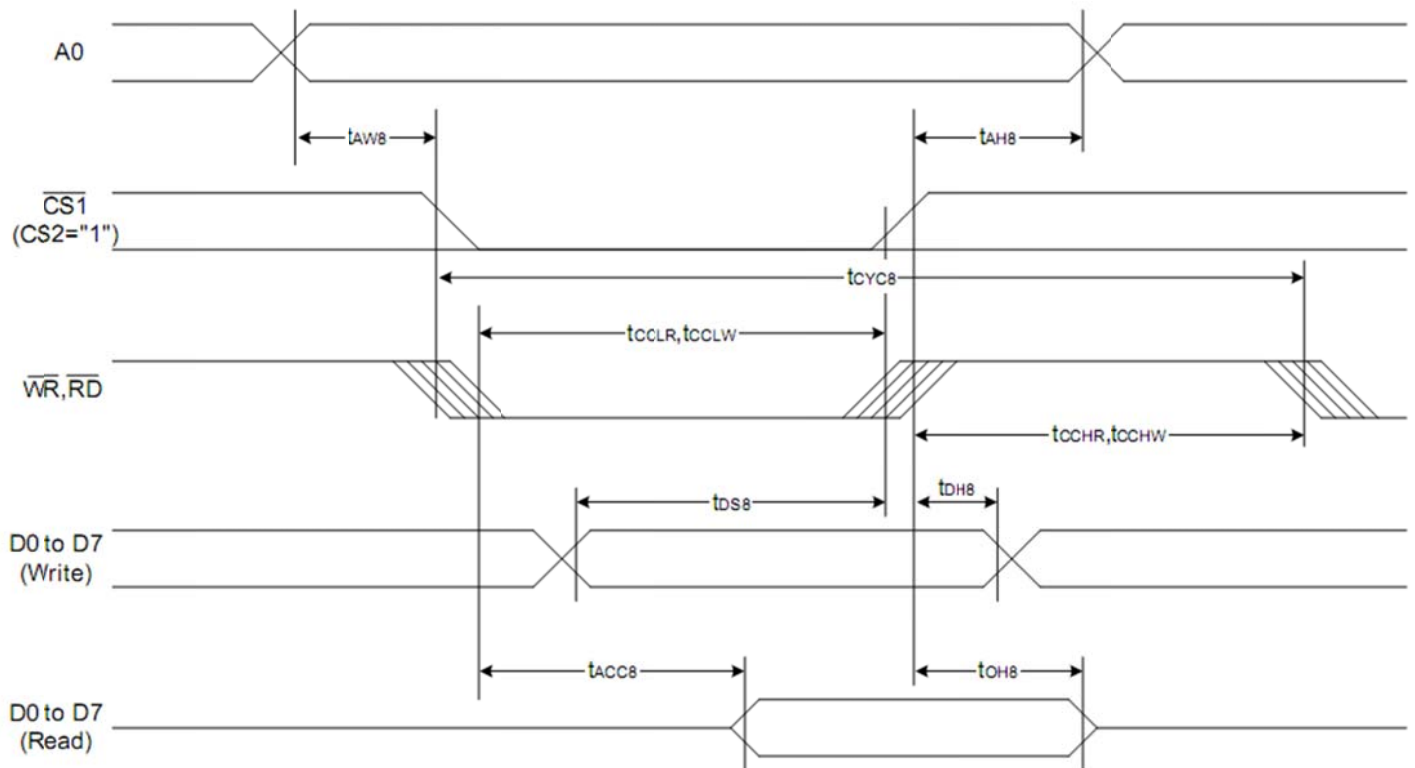 A0
tAW8
tAH8
CS1
(CS2="1")
tCYC8
tCCLR,tCCLW
WR,RD
tCCHR,tCCHW
tDS8
tDH8
D0 to D7
(Write)
tACC8
tOH8
D0 to D7
(Read)